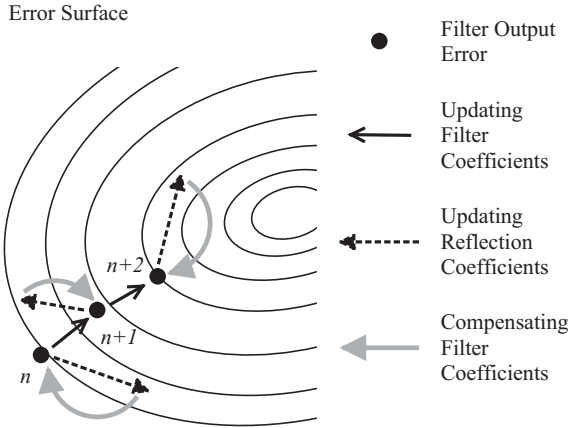 Error Surface
Filter Output
Error
Updating
Filter
Coefficients
Updating
Reflection
Coefficients
Compensating
Filter
Coefficients
n+2
n+1
n